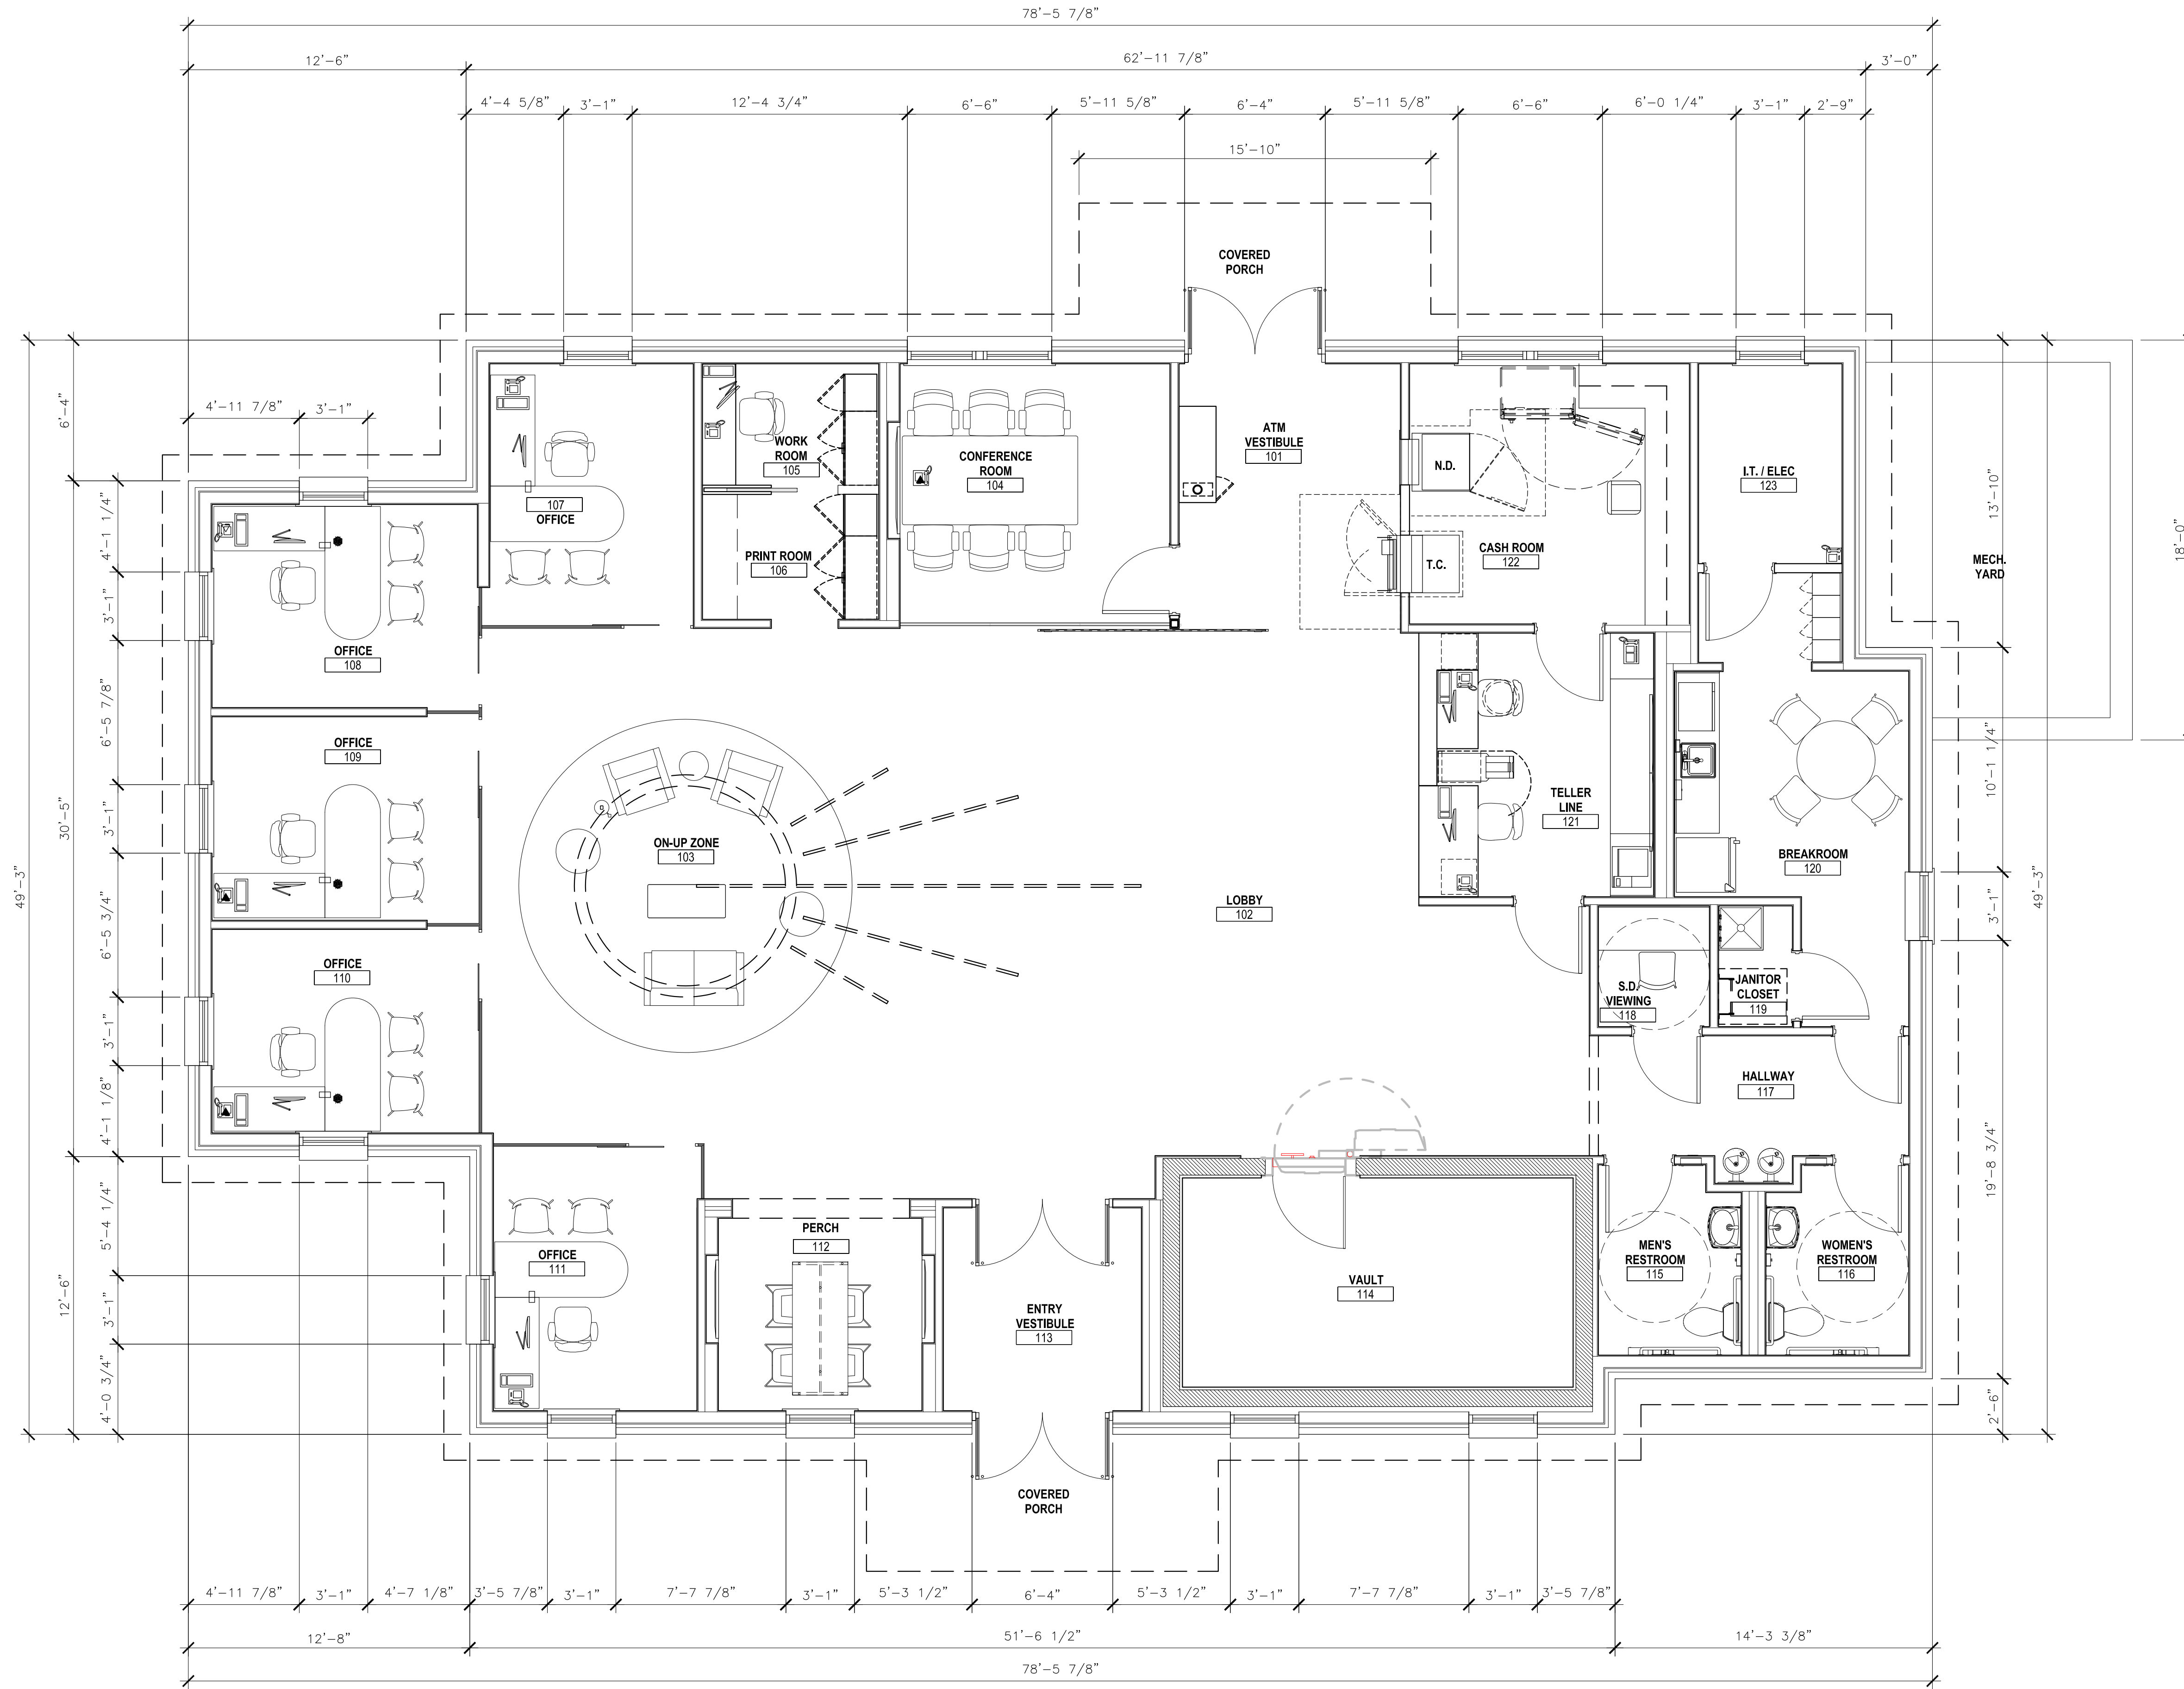 78'-5 7/8"
12'-6"
62'-11 7/8"
3'-0"
4'-4 5/8"
3'-1"
12'-4 3/4"
6'-6"
5'-11 5/8"
6'-4"
5'-11 5/8"
6'-6"
6'-0 1/4"
3'-1"
2'-9"
15'-10"
COVERED
PORCH
4'-11 7/8"
3'-1"
49'-3"
6'-4"
30'-5"
12'-6"
4'-1 1/4"
3'-1"
6'-5 7/8"
3'-1"
6'-5 3/4"
3'-1"
4'-1 1/8"
5'-4 1/4"
3'-1"
4'-0 3/4"
107
OFFICE
WORK
ROOM
105
PRINT ROOM
106
CONFERENCE
ROOM
104
ATM
VESTIBULE
101
N.D.
T.C.
CASH ROOM
122
I.T. / ELEC
123
MECH.
YARD
OFFICE
108
OFFICE
109
OFFICE
110
ON-UP ZONE
103
LOBBY
102
TELLER
LINE
121
BREAKROOM
120
S.D.
VIEWING
118
JANITOR
CLOSET
119
HALLWAY
117
OFFICE
111
PERCH
112
ENTRY
VESTIBULE
113
VAULT
114
MEN'S
RESTROOM
115
WOMEN'S
RESTROOM
116
COVERED
PORCH
13'-10"
10'-1 1/4"
3'-1"
19'-8 3/4"
2'-6"
49'-3"
18'-0"
4'-11 7/8"
3'-1"
4'-7 1/8"
3'-5 7/8"
3'-1"
7'-7 7/8"
3'-1"
5'-3 1/2"
6'-4"
5'-3 1/2"
3'-1"
7'-7 7/8"
3'-1"
3'-5 7/8"
12'-8"
51'-6 1/2"
14'-3 3/8"
78'-5 7/8"